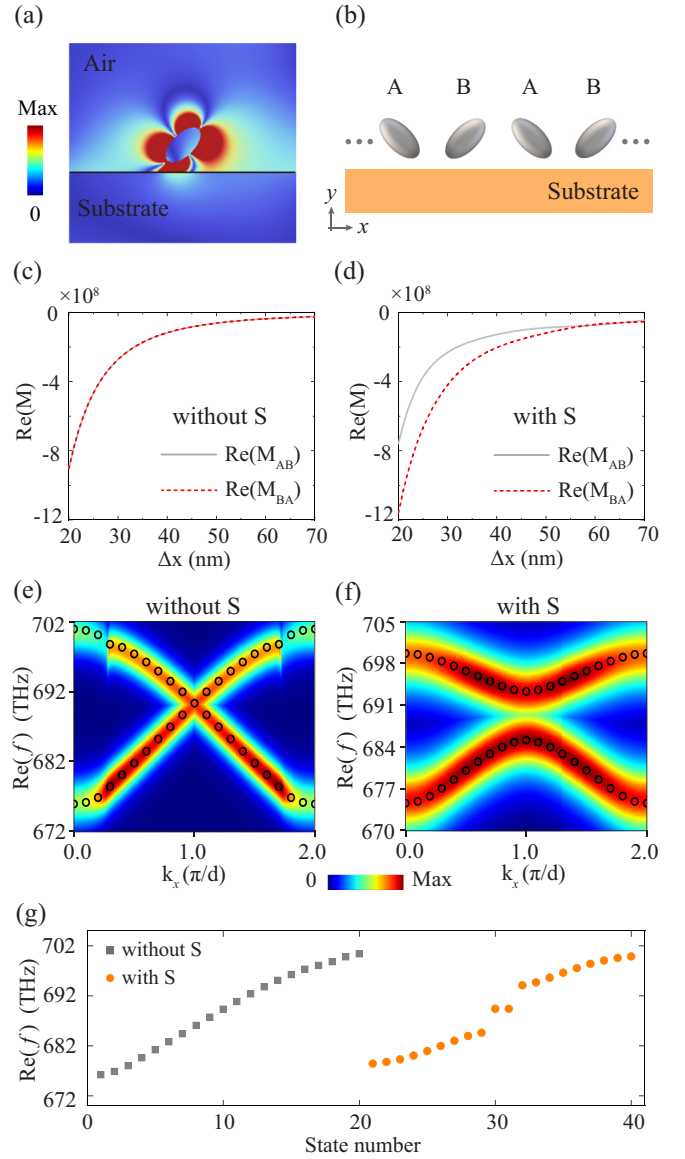 (a)
Air
Max
0
Substrate
(b)
A B A B
Substrate
y
x
(c)
×10⁸
0
-4
-8
-12
Re(M)
without S
Re(M_AB)
Re(M_BA)
20 30 40 50 60 70
Δx (nm)
(d)
×10⁸
0
-4
-8
-12
Re(M)
with S
Re(M_AB)
Re(M_BA)
20 30 40 50 60 70
Δx (nm)
(e)
without S
702
692
682
672
Re(f) (THz)
0.0 1.0 2.0
k_x (π/d)
(f)
with S
705
698
691
684
677
670
Re(f) (THz)
0.0 1.0 2.0
k_x (π/d)
0 Max
(g)
702
692
682
672
Re(f) (THz)
without S
with S
0 10 20 30 40
State number